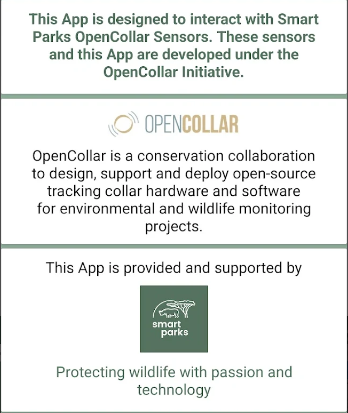 This App is designed to interact with Smart
Parks OpenCollar Sensors. These sensors
and this App are developed under the
OpenCollar Initiative.
OPENCOLLAR
OpenCollar is a conservation collaboration
to design, support and deploy open-source
tracking collar hardware and software
for environmental and wildlife monitoring
projects.
This App is provided and supported by
smart
parks
Protecting wildlife with passion and
technology